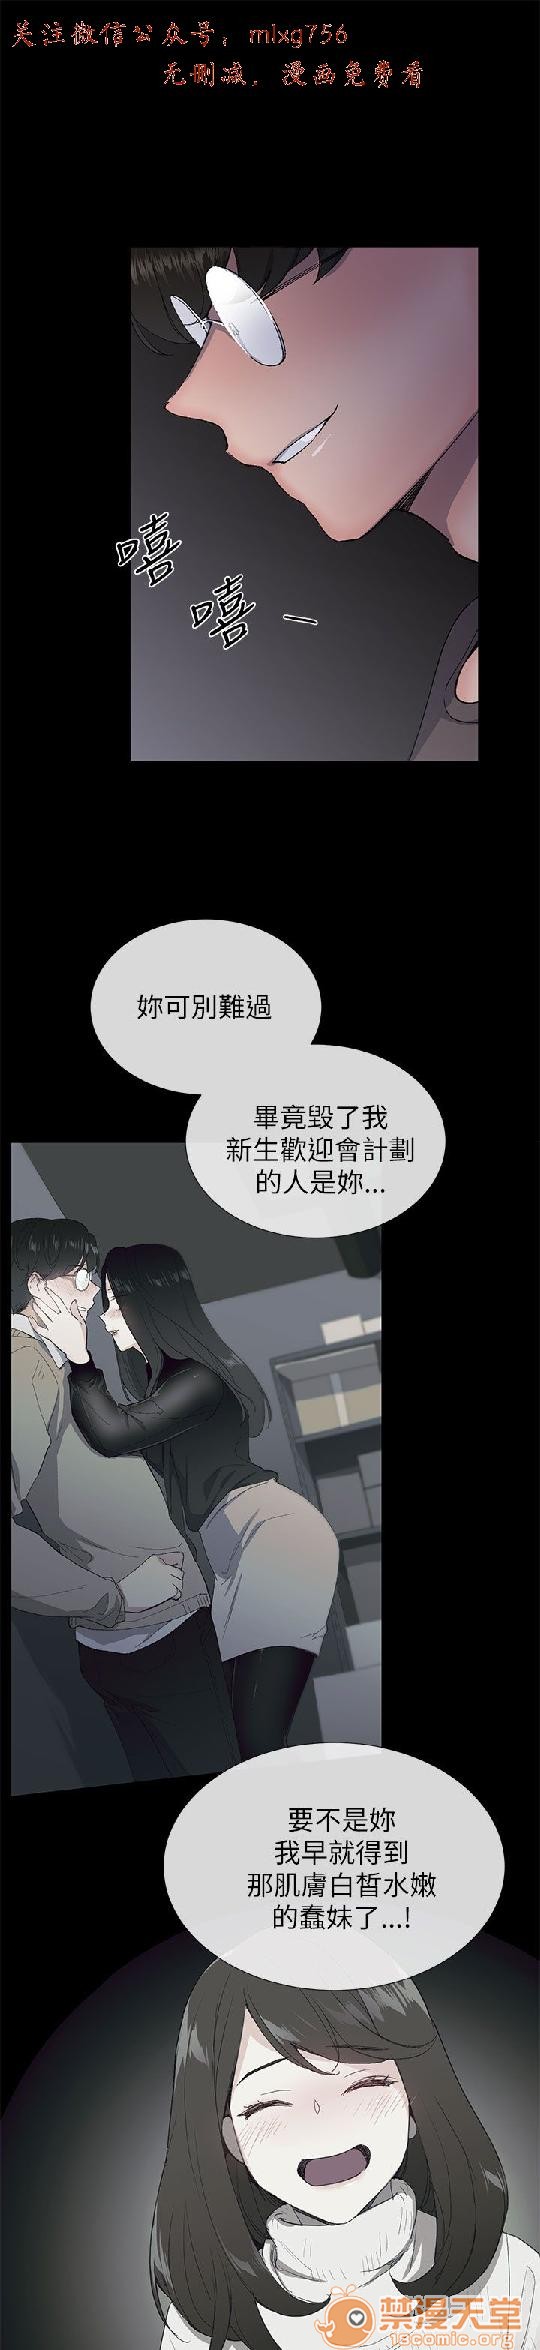 关注微信公众号，mlxg756
无删减，漫画免费看
嘻
嘻
妳可別難過
畢竟毀了我
新生歡迎會計劃
的人是妳...
要不是妳
我早就得到
那肌膚白皙水嫩
的蠢妹了...!
禁漫天堂
18comic.org